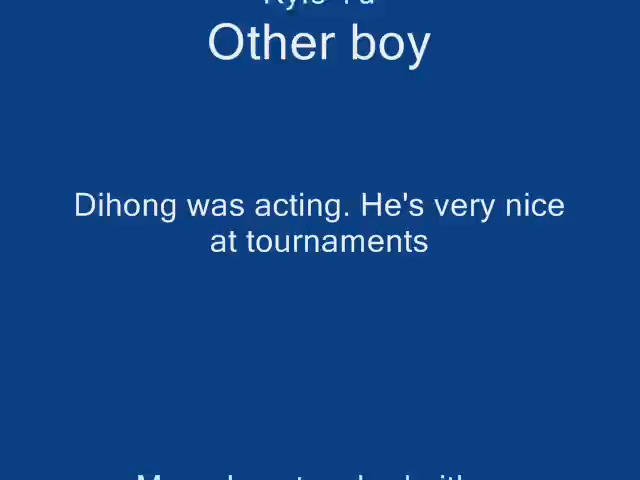 Other boy
Dihong was acting. He's very nice
at tournaments